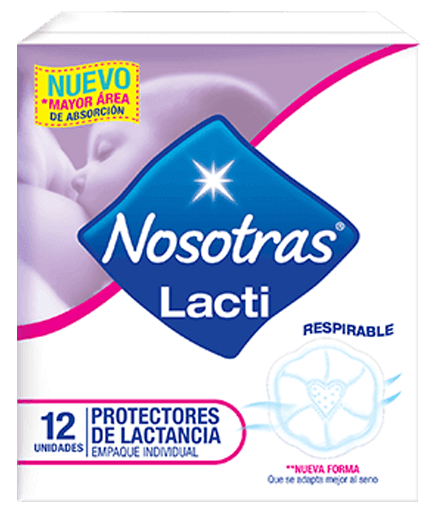 NUEVO
*MAYOR ÁREA
DE ABSORCIÓN
Nosotras®
Lacti
RESPIRABLE
12
UNIDADES
PROTECTORES
DE LACTANCIA
EMPAQUE INDIVIDUAL
**NUEVA FORMA
Que se adapta mejor al seno